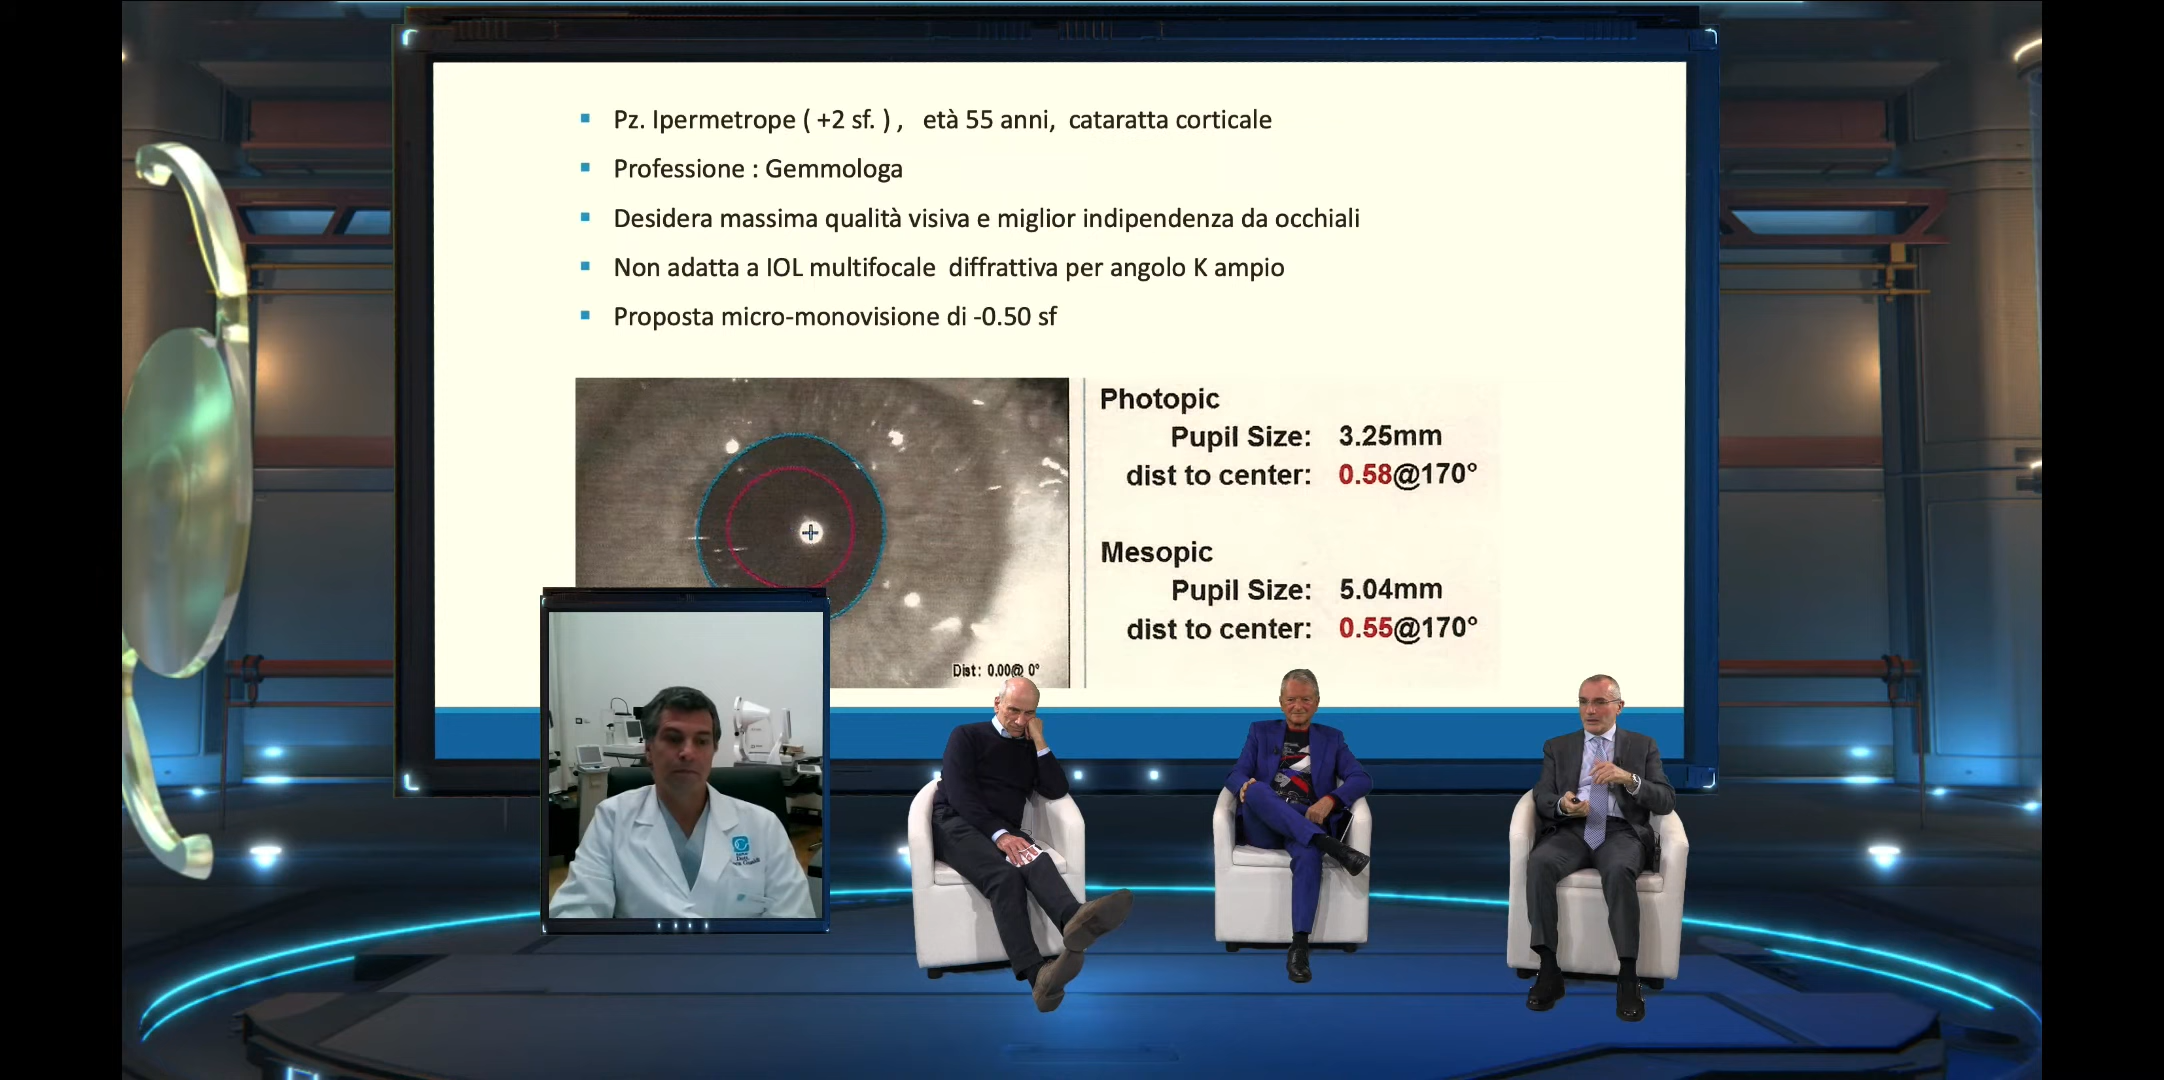 Pz. Ipermetrope ( +2 sf. ) , età 55 anni, cataratta corticale
Professione : Gemmologa
Desidera massima qualità visiva e miglior indipendenza da occhiali
Non adatta a IOL multifocale diffrattiva per angolo K ampio
Proposta micro-monovisione di -0.50 sf
Photopic
Pupil Size: 3.25mm
dist to center: 0.58@170°
Mesopic
Pupil Size: 5.04mm
dist to center: 0.55@170°
Dist: 0.00@ 0°
Dott.